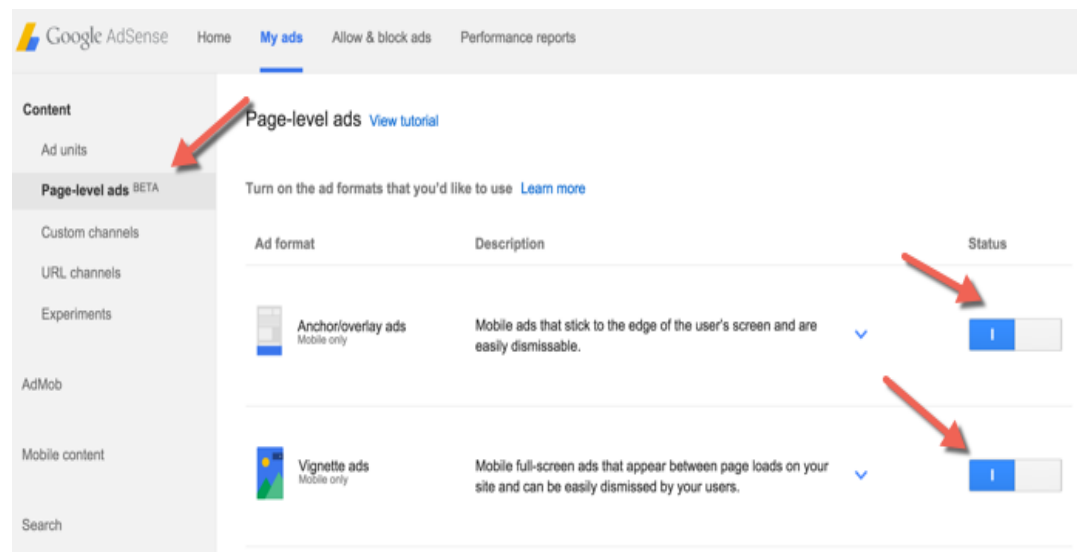 Google AdSense Home My ads Allow & block ads Performance reports
Content
Ad units
Page-level ads BETA
Custom channels
URL channels
Experiments
AdMob
Mobile content
Search
Page-level ads View tutorial
Turn on the ad formats that you'd like to use Learn more
Ad format Description Status
Anchor/overlay ads
Mobile only
Mobile ads that stick to the edge of the user's screen and are
easily dismissable.
I
Vignette ads
Mobile only
Mobile full-screen ads that appear between page loads on your
site and can be easily dismissed by your users.
I